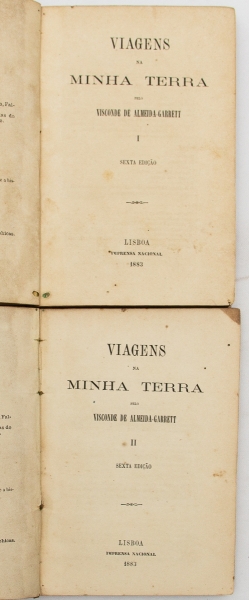 VIAGENS
NA
MINHA TERRA
PELO
VISCONDE DE ALMEIDA-GARRETT
I
SEXTA EDIÇÃO
LISBOA
IMPRENSA NACIONAL
1883
VIAGENS
NA
MINHA TERRA
PELO
VISCONDE DE ALMEIDA-GARRETT
II
SEXTA EDIÇÃO
LISBOA
IMPRENSA NACIONAL
1883